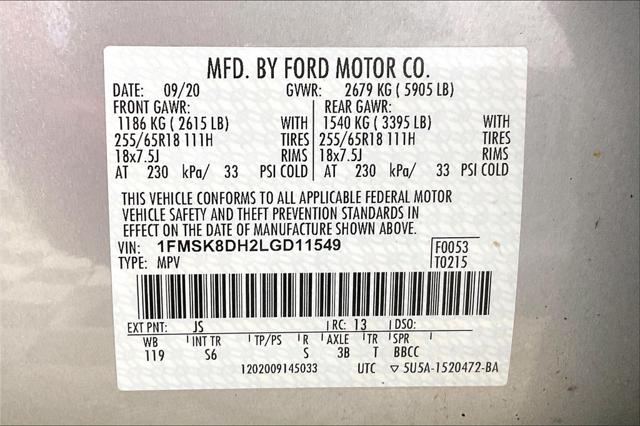 MFD. BY FORD MOTOR CO.
DATE: 09/20 GVWR: 2679 KG ( 5905 LB)
FRONT GAWR: REAR GAWR:
1186 KG ( 2615 LB) WITH 1540 KG ( 3395 LB) WITH
255/65R18 111H TIRES 255/65R18 111H TIRES
18x7.5J RIMS 18x7.5J RIMS
AT 230 kPa/ 33 PSI COLD AT 230 kPa/ 33 PSI COLD
THIS VEHICLE CONFORMS TO ALL APPLICABLE FEDERAL MOTOR
VEHICLE SAFETY AND THEFT PREVENTION STANDARDS IN
EFFECT ON THE DATE OF MANUFACTURE SHOWN ABOVE.
VIN: 1FMSK8DH2LGD11549 F0053
TYPE: MPV T0215
EXT PNT: JS RC: 13 DSO:
WB INT TR TP/PS R AXLE TR SPR
119 S6 S 3B T BBCC
1202009145033 UTC ▽ 5U5A-1520472-BA